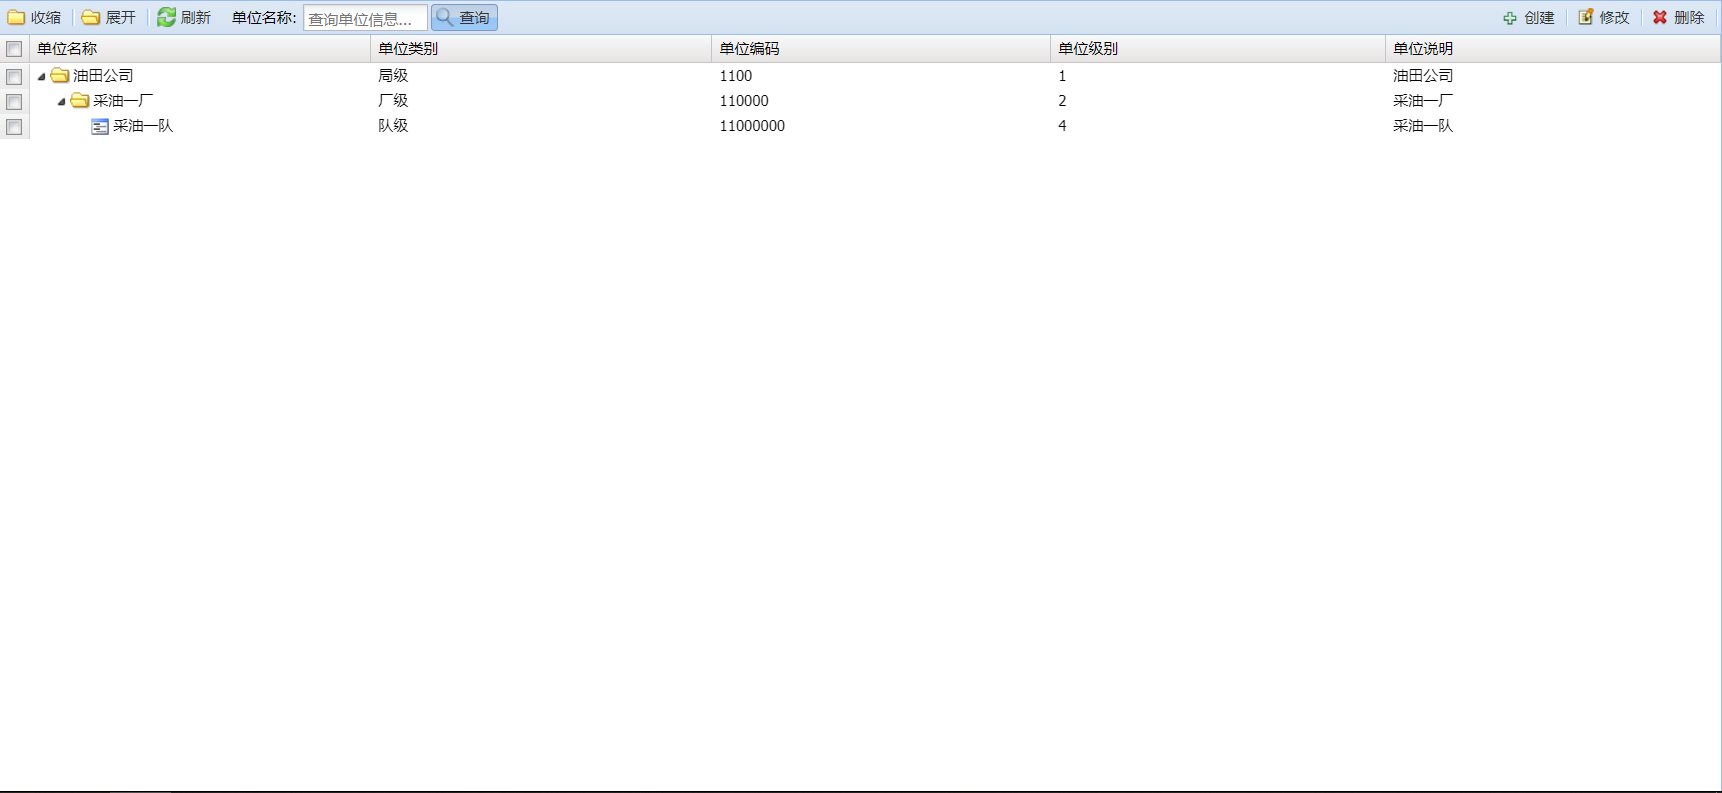 收缩 展开 刷新 单位名称: 查询单位信息... 查询 创建 修改 删除
单位名称 单位类别 单位编码 单位级别 单位说明
油田公司 局级 1100 1 油田公司
采油一厂 厂级 110000 2 采油一厂
采油一队 队级 11000000 4 采油一队